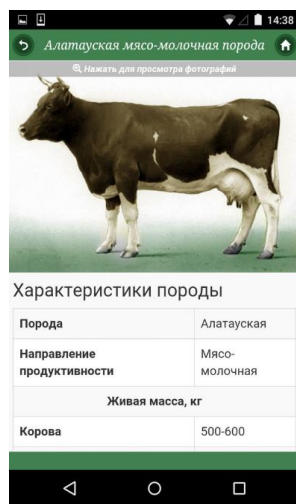 14:38
Алатауская мясо-молочная порода
Нажать для просмотра фотографий
Характеристики породы
Порода Алатауская
Направление Мясо-
продуктивности молочная
Живая масса, кг
Корова 500-600